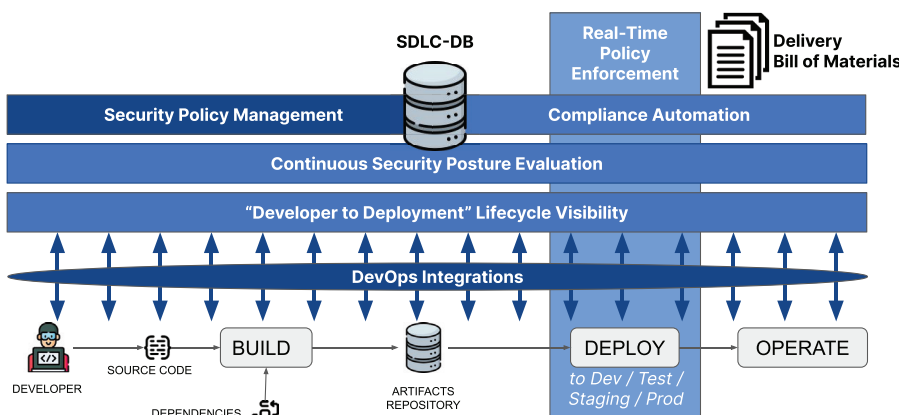 SDLC-DB
Real-Time
Policy
Enforcement
Delivery
Bill of Materials
Security Policy Management
Compliance Automation
Continuous Security Posture Evaluation
“Developer to Deployment” Lifecycle Visibility
DevOps Integrations
</>
DEVELOPER
SOURCE CODE
BUILD
DEPENDENCIES
ARTIFACTS
REPOSITORY
DEPLOY
to Dev / Test /
Staging / Prod
OPERATE